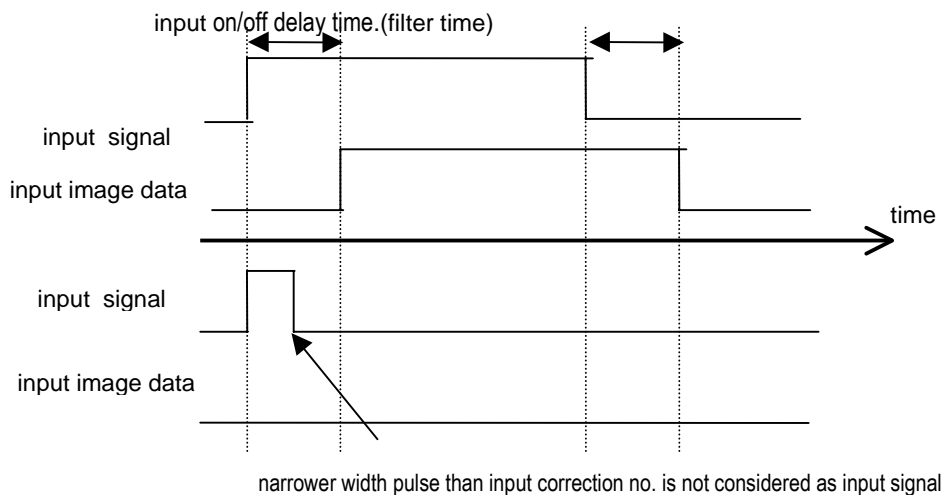 input on/off delay time.(filter time)
input signal
input image data
time
input signal
input image data
narrower width pulse than input correction no. is not considered as input signal